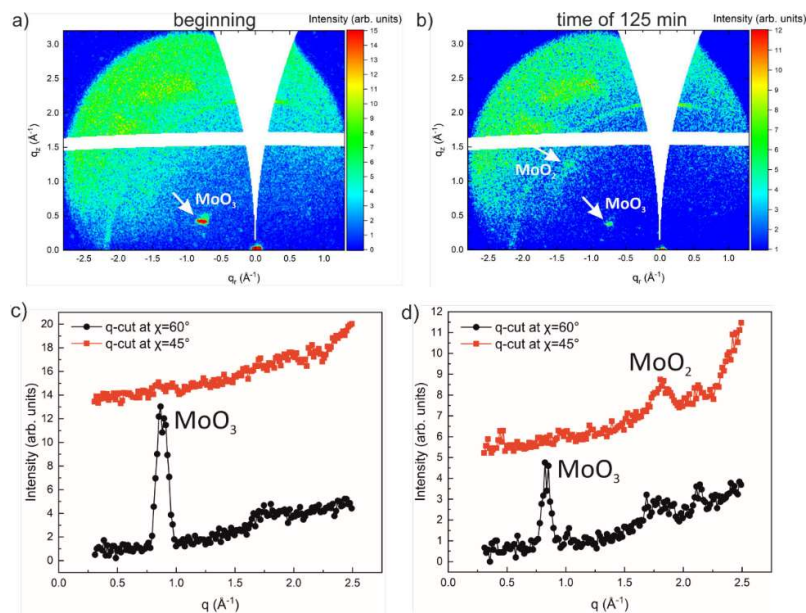 a) beginning
Intensity (arb. units)
b) time of 125 min
Intensity (arb. units)
3.0
2.5
2.0
1.5
1.0
0.5
0.0
qz (Å⁻¹)
MoO₃
-2.5 -2.0 -1.5 -1.0 -0.5 0.0 0.5 1.0
qr (Å⁻¹)
15
14
13
12
11
10
9
8
7
6
5
4
3
2
1
0
3.0
2.5
2.0
1.5
1.0
0.5
0.0
qz (Å⁻¹)
MoO₂
MoO₃
-2.5 -2.0 -1.5 -1.0 -0.5 0.0 0.5 1.0
qr (Å⁻¹)
12
11
10
9
8
7
6
5
4
3
2
1
c)
q-cut at χ=60°
q-cut at χ=45°
MoO₃
20
18
16
14
12
10
8
6
4
2
0
Intensity (arb. units)
0.0 0.5 1.0 1.5 2.0 2.5
q (Å⁻¹)
d)
q-cut at χ=60°
q-cut at χ=45°
MoO₂
MoO₃
12
11
10
9
8
7
6
5
4
3
2
1
0
Intensity (arb. units)
0.0 0.5 1.0 1.5 2.0 2.5
q (Å⁻¹)